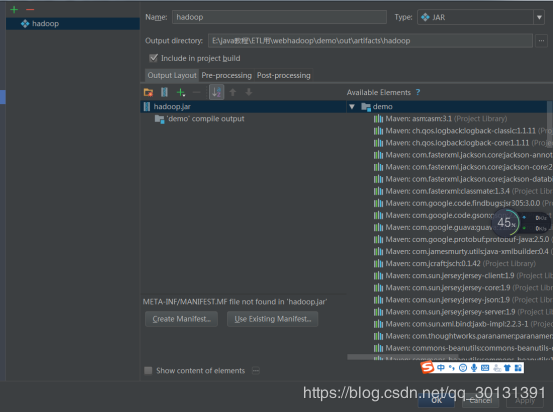 hadoop
Name: hadoop
Type: JAR
Output directory: E:\java教程\ETL用\webhadoop\demo\out\artifacts\hadoop
Include in project build
Output Layout Pre-processing Post-processing
Available Elements ?
hadoop.jar
'demo' compile output
demo
Maven: asm:asm:3.1 (Project Library)
Maven: ch.qos.logback:logback-classic:1.1.11
Maven: ch.qos.logback:logback-core:1.1.11
Maven: com.fasterxml.jackson.core:jackson-annot
Maven: com.fasterxml.jackson.core:jackson-core:2
Maven: com.fasterxml.jackson.core:jackson-datab
Maven: com.fasterxml:classmate:1.3.4 (Project Libr
Maven: com.google.code.findbugs:jsr305:3.0.0 (P
Maven: com.google.code.gson:
Maven: com.google.guava:guava:
Maven: com.google.protobuf:protobuf-java:2.5.0
Maven: com.jamesmurty.utils:java-xmlbuilder:0.4
Maven: com.jcraft:jsch:0.1.42 (Project Library)
Maven: com.sun.jersey:jersey-client:1.9 (Project
Maven: com.sun.jersey:jersey-core:1.9 (Project Li
Maven: com.sun.jersey:jersey-json:1.9 (Project Lib
Maven: com.sun.jersey:jersey-server:1.9 (Project
Maven: com.sun.xml.bind:jaxb-impl:2.2.3-1 (Proje
Maven: com.thoughtworks.paranamer:paranamer:
Maven: commons-beanutils:commons-beanutils:
45%
0K/s
0K/s
META-INF/MANIFEST.MF file not found in 'hadoop.jar'
Create Manifest... Use Existing Manifest...
中
Show content of elements
https://blog.csdn.net/qq_30131391
OK Cancel Apply